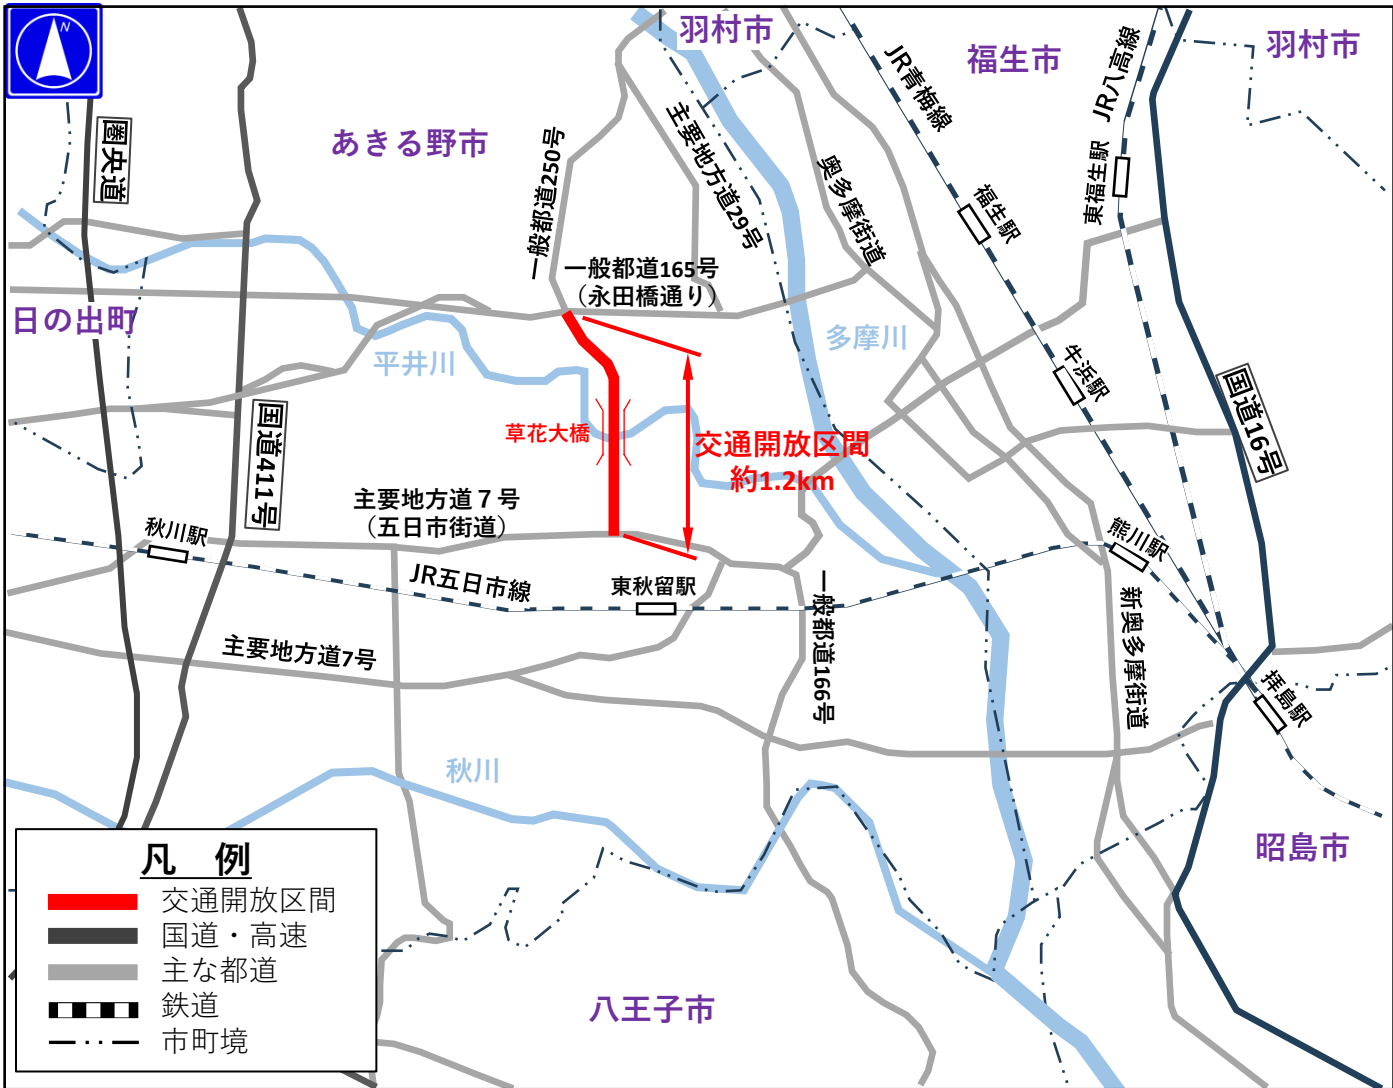 N
羽村市
福生市
羽村市
JR八高線
JR青梅線
あきる野市
圏央道
一般都道250号
主要地方道29号
奥多摩街道
東福生駅
福生駅
一般都道165号
（永田橋通り）
日の出町
多摩川
平井川
牛浜駅
国道16号
国道411号
草花大橋
交通開放区間
約1.2km
主要地方道７号
（五日市街道）
秋川駅
熊川駅
JR五日市線
東秋留駅
一般都道166号
新奥多摩街道
主要地方道7号
拝島駅
秋川
昭島市
八王子市
凡　例
交通開放区間
国道・高速
主な都道
鉄道
市町境